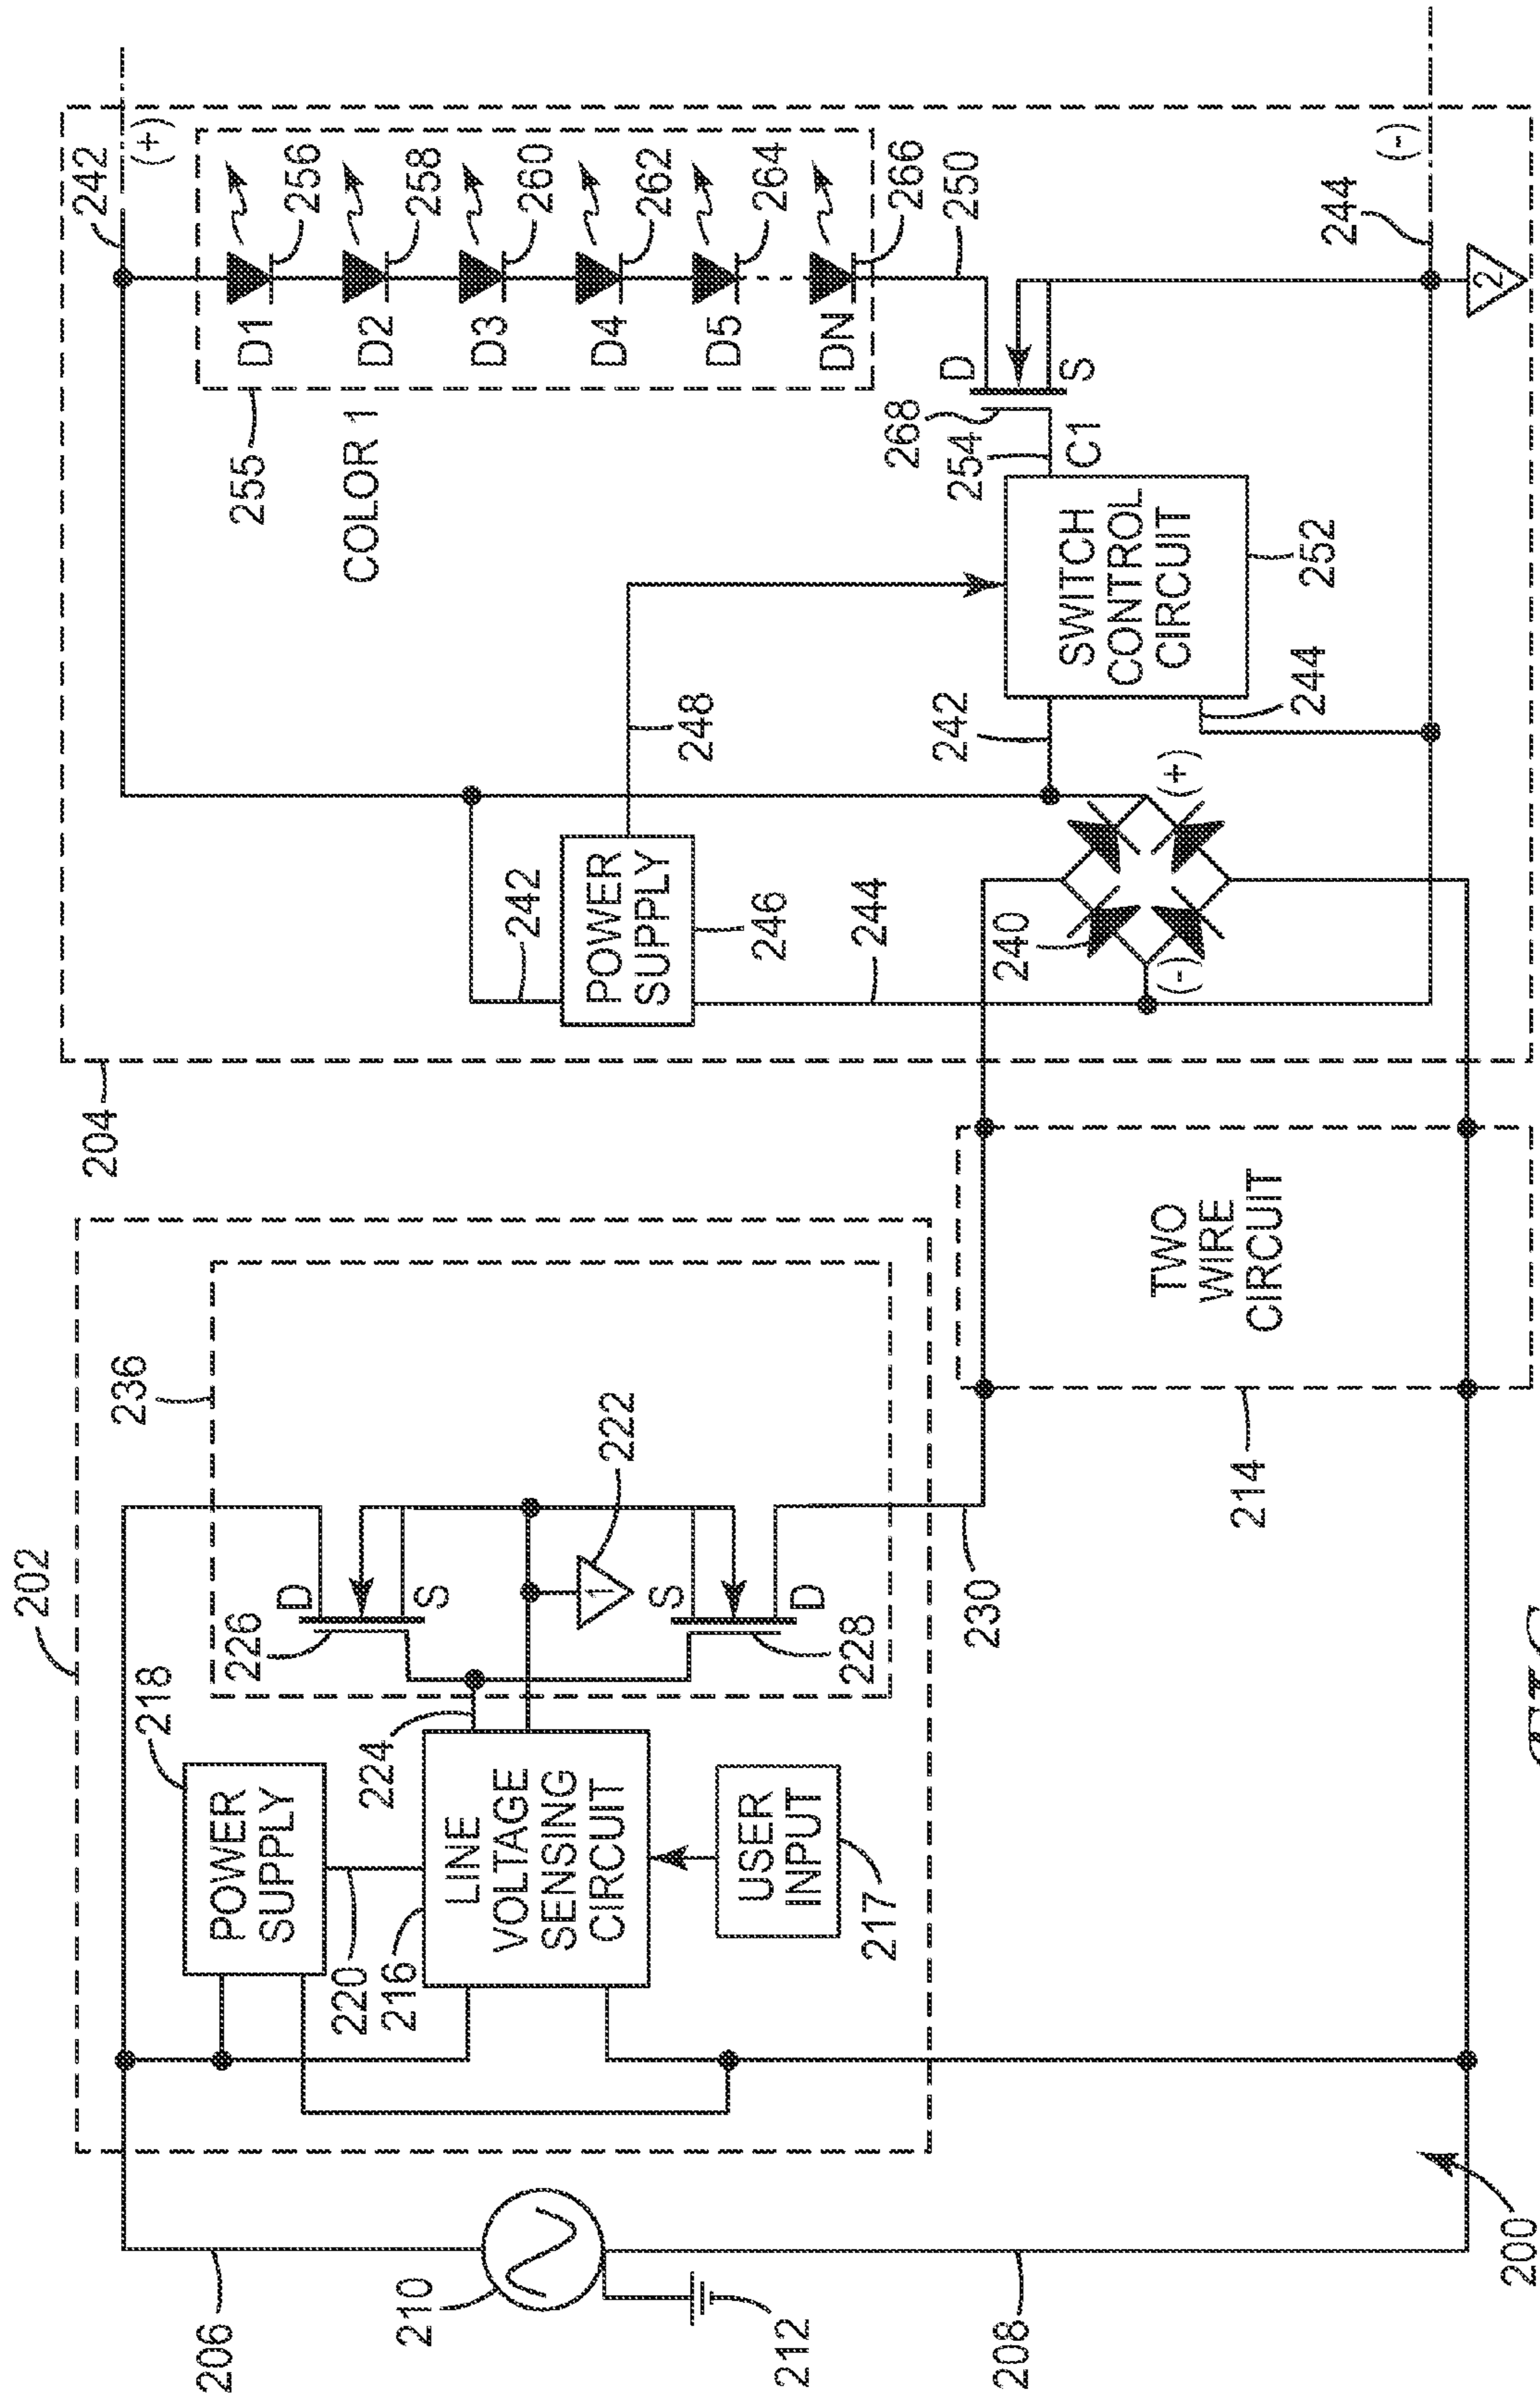 202
236
218
POWER
SUPPLY
226
D
S
224
220
216
LINE
VOLTAGE
SENSING
CIRCUIT
1
222
S
D
228
USER
INPUT
217
230
206
210
212
208
200
214
TWO
WIRE
CIRCUIT
204
242
(+)
255
COLOR 1
D1
256
D2
258
D3
260
D4
262
D5
264
DN
266
250
242
POWER
SUPPLY
246
248
244
268
254
D
S
C1
242
SWITCH
CONTROL
CIRCUIT
252
244
240
(+)
(-)
244
(-)
2